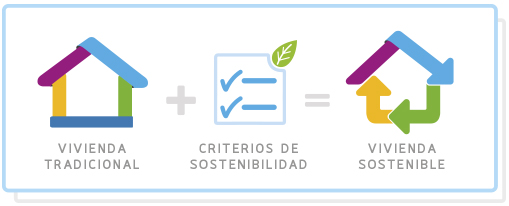 VIVIENDA
TRADICIONAL
CRITERIOS DE
SOSTENIBILIDAD
VIVIENDA
SOSTENIBLE